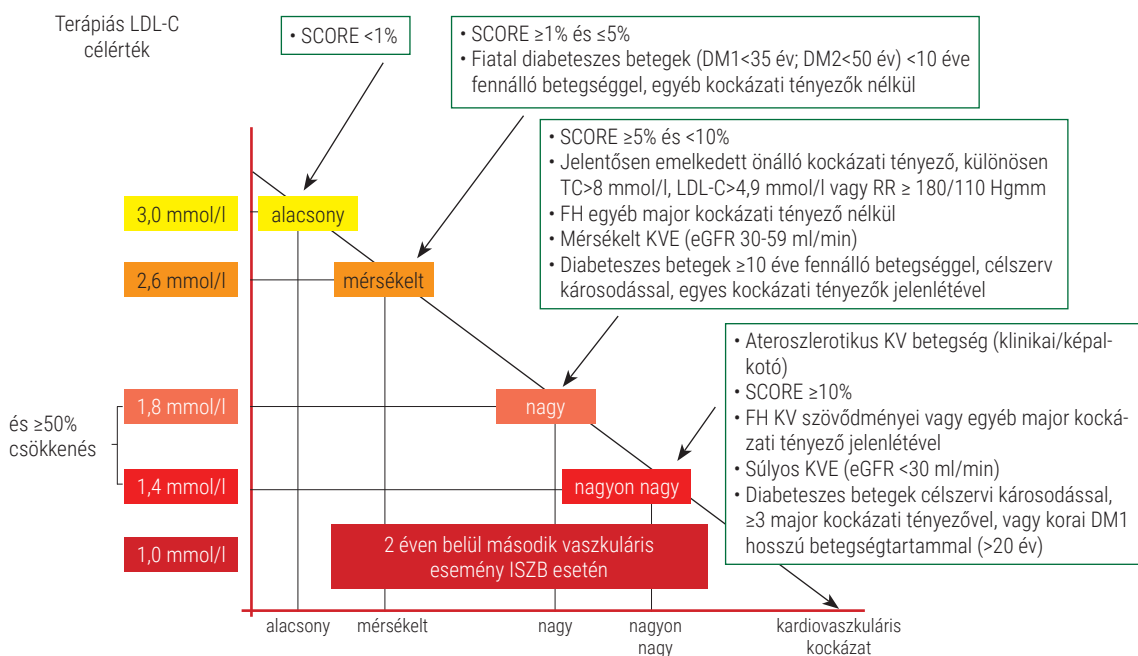 Terápiás LDL-C
célérték
• SCORE <1%
• SCORE ≥1% és ≤5%
• Fiatal diabeteszes betegek (DM1<35 év; DM2<50 év) <10 éve
fennálló betegséggel, egyéb kockázati tényezők nélkül
• SCORE ≥5% és <10%
• Jelentősen emelkedett önálló kockázati tényező, különösen
TC>8 mmol/l, LDL-C>4,9 mmol/l vagy RR ≥ 180/110 Hgmm
• FH egyéb major kockázati tényező nélkül
• Mérsékelt KVE (eGFR 30-59 ml/min)
• Diabeteszes betegek ≥10 éve fennálló betegséggel, célszerv
károsodással, egyes kockázati tényezők jelenlétével
• Ateroszlerotikus KV betegség (klinikai/képal-
kotó)
• SCORE ≥10%
• FH KV szövődményei vagy egyéb major kocká-
zati tényező jelenlétével
• Súlyos KVE (eGFR <30 ml/min)
• Diabeteszes betegek célszervi károsodással,
≥3 major kockázati tényezővel, vagy korai DM1
hosszú betegségtartammal (>20 év)
3,0 mmol/l
alacsony
2,6 mmol/l
mérsékelt
1,8 mmol/l
nagy
és ≥50%
csökkenés
1,4 mmol/l
nagyon nagy
1,0 mmol/l
2 éven belül második vaszkuláris
esemény ISZB esetén
alacsony
mérsékelt
nagy
nagyon
nagy
kardiovaszkuláris
kockázat